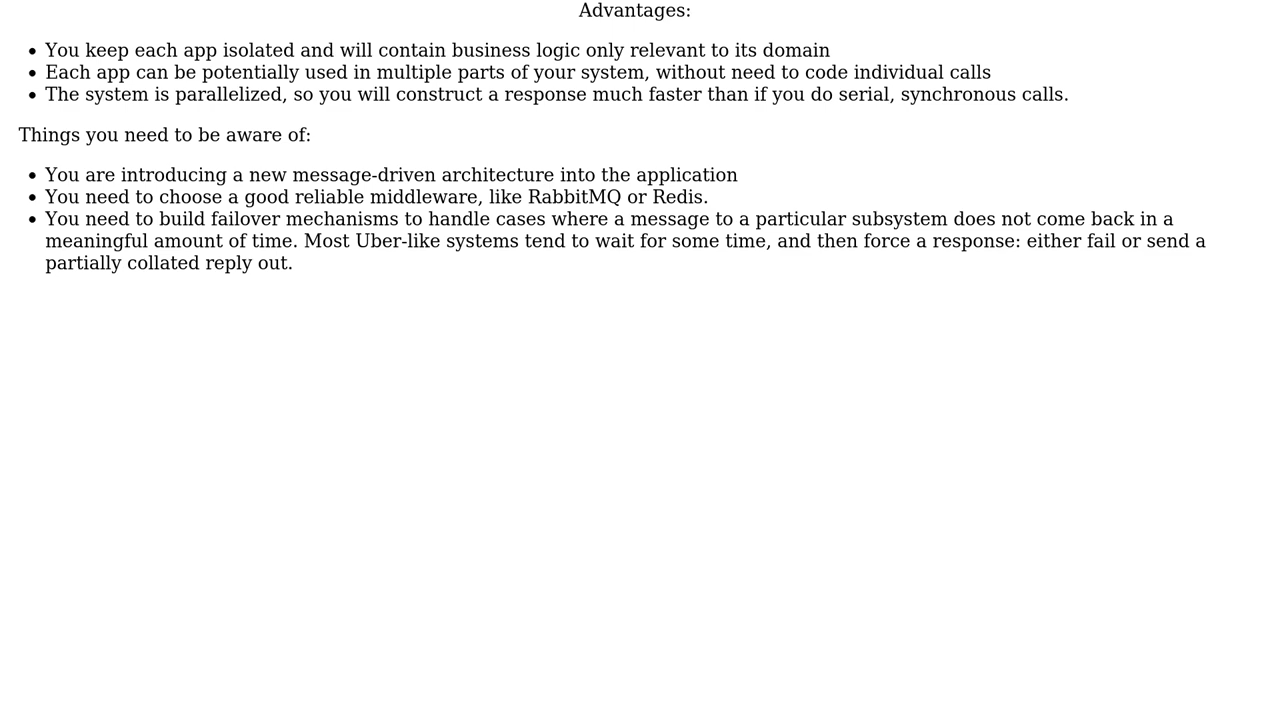 Advantages:
• You keep each app isolated and will contain business logic only relevant to its domain
• Each app can be potentially used in multiple parts of your system, without need to code individual calls
• The system is parallelized, so you will construct a response much faster than if you do serial, synchronous calls.
Things you need to be aware of:
• You are introducing a new message-driven architecture into the application
• You need to choose a good reliable middleware, like RabbitMQ or Redis.
• You need to build failover mechanisms to handle cases where a message to a particular subsystem does not come back in a
meaningful amount of time. Most Uber-like systems tend to wait for some time, and then force a response: either fail or send a
partially collated reply out.